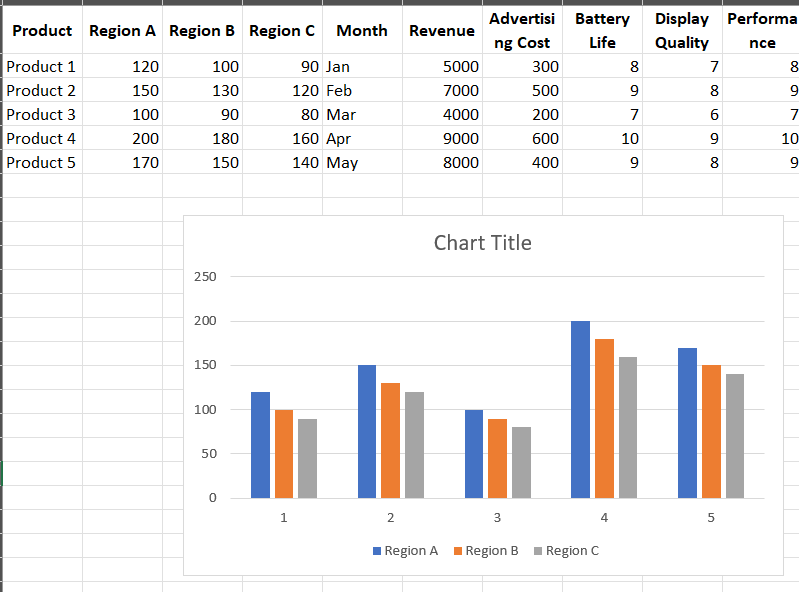 Product Region A Region B Region C Month Revenue Advertisi ng Cost Battery Life Display Quality Performa nce
Product 1 120 100 90 Jan 5000 300 8 7 8
Product 2 150 130 120 Feb 7000 500 9 8 9
Product 3 100 90 80 Mar 4000 200 7 6 7
Product 4 200 180 160 Apr 9000 600 10 9 10
Product 5 170 150 140 May 8000 400 9 8 9
Chart Title
250
200
150
100
50
0
1 2 3 4 5
Region A Region B Region C